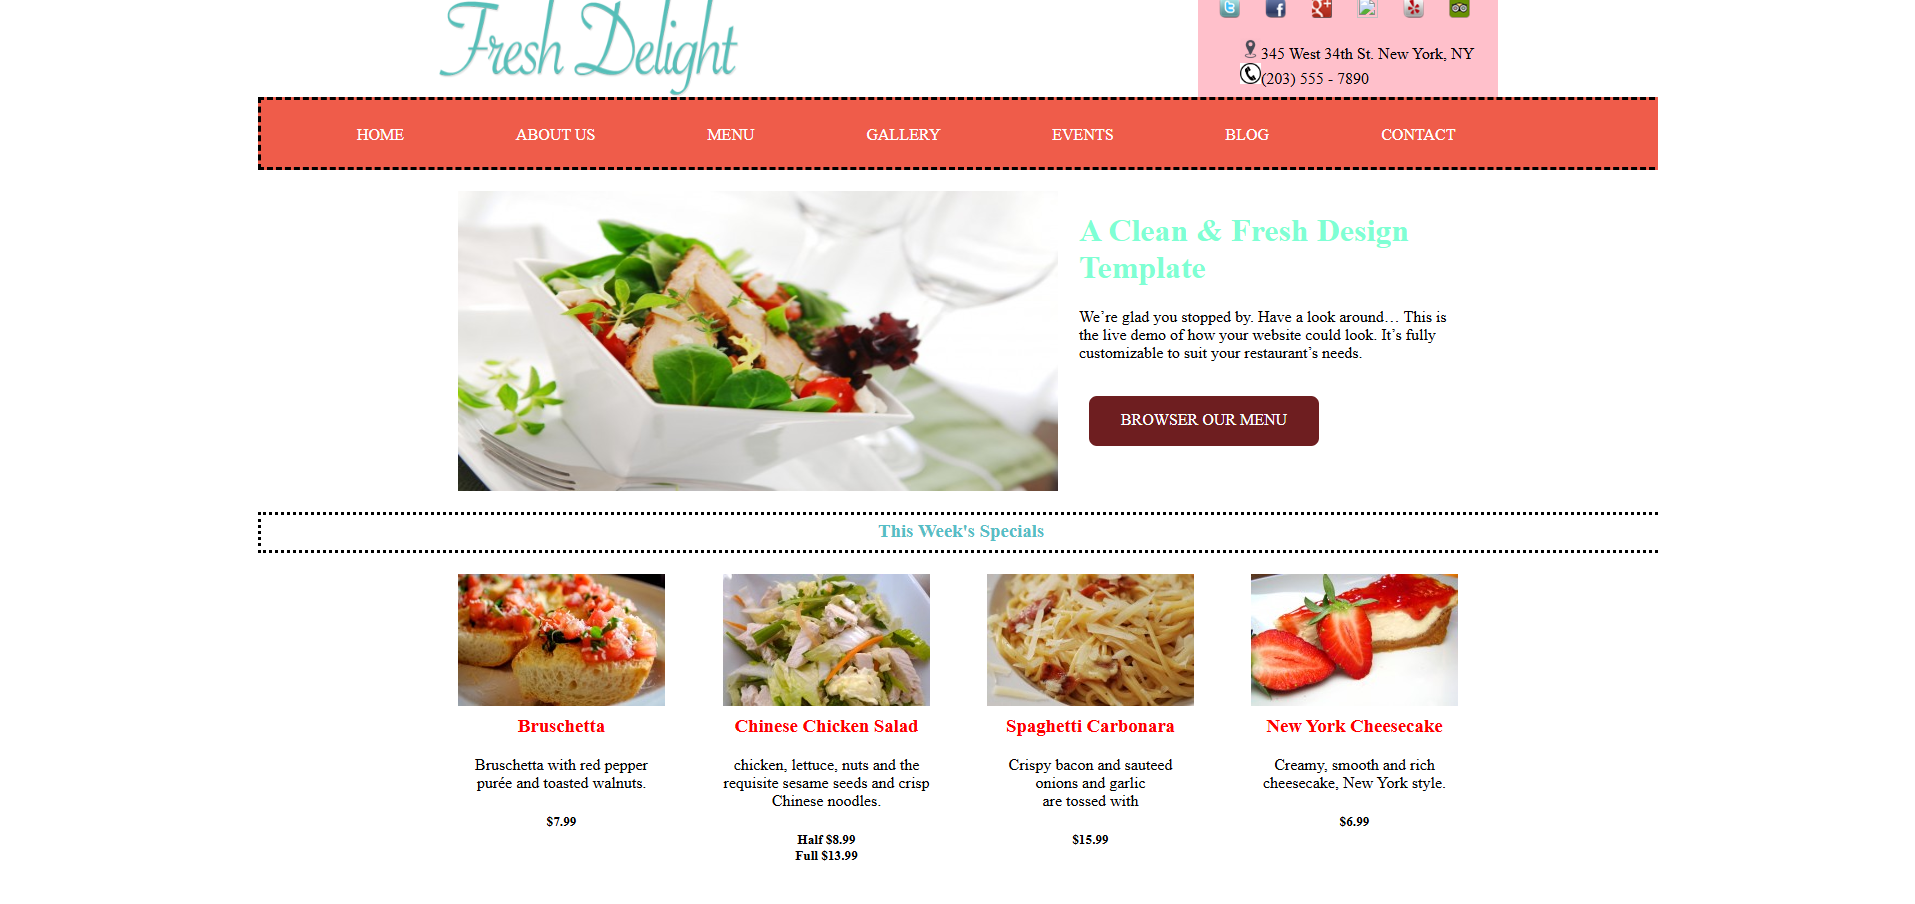 Fresh Delight
345 West 34th St. New York, NY
(203) 555 - 7890
HOME ABOUT US MENU GALLERY EVENTS BLOG CONTACT
A Clean & Fresh Design
Template
We’re glad you stopped by. Have a look around… This is
the live demo of how your website could look. It’s fully
customizable to suit your restaurant’s needs.
BROWSER OUR MENU
This Week's Specials
Bruschetta
Bruschetta with red pepper
purée and toasted walnuts.
$7.99
Chinese Chicken Salad
chicken, lettuce, nuts and the
requisite sesame seeds and crisp
Chinese noodles.
Half $8.99
Full $13.99
Spaghetti Carbonara
Crispy bacon and sauteed
onions and garlic
are tossed with
$15.99
New York Cheesecake
Creamy, smooth and rich
cheesecake, New York style.
$6.99